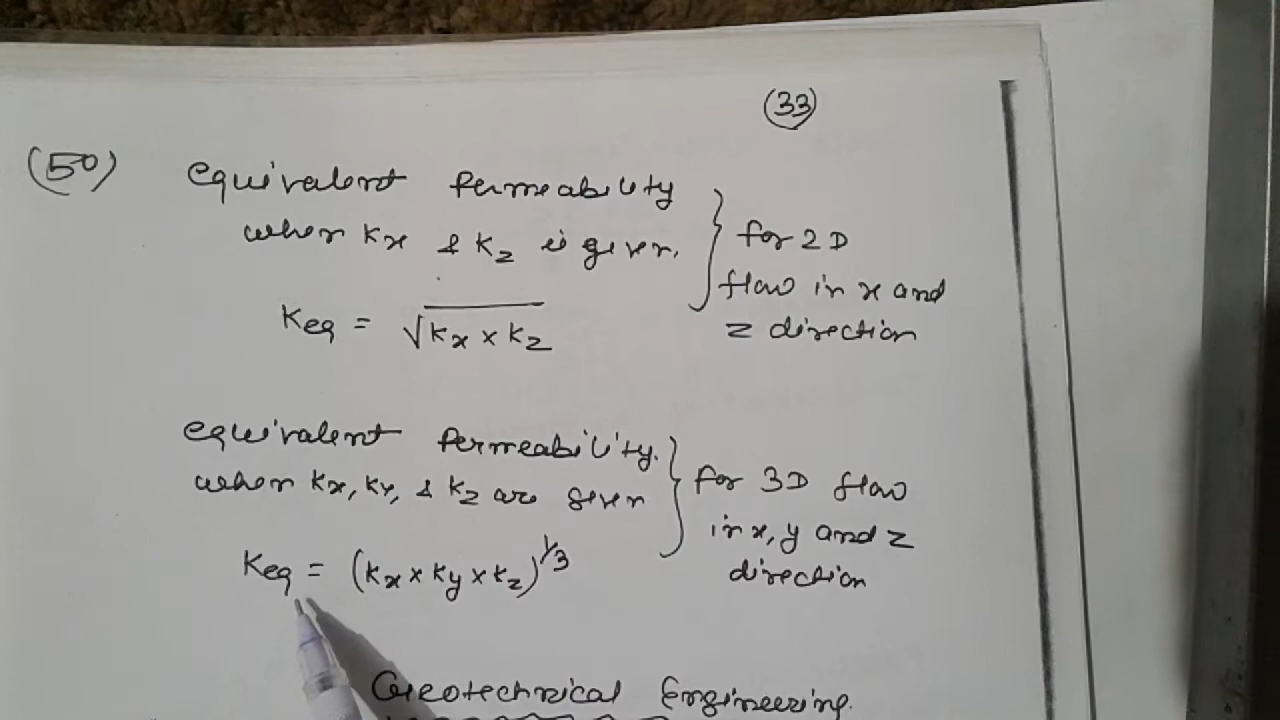 (33)
(50) equivalent permeability
when Kx & Kz is given.
for 2D
flow in x and
z direction
Keq = √Kx × Kz
equivalent permeability.
when Kx, Ky, & Kz are given
for 3D flow
in x, y and z
direction
Keq = (Kx × Ky × Kz)^1/3
Geotechnical Engineering.